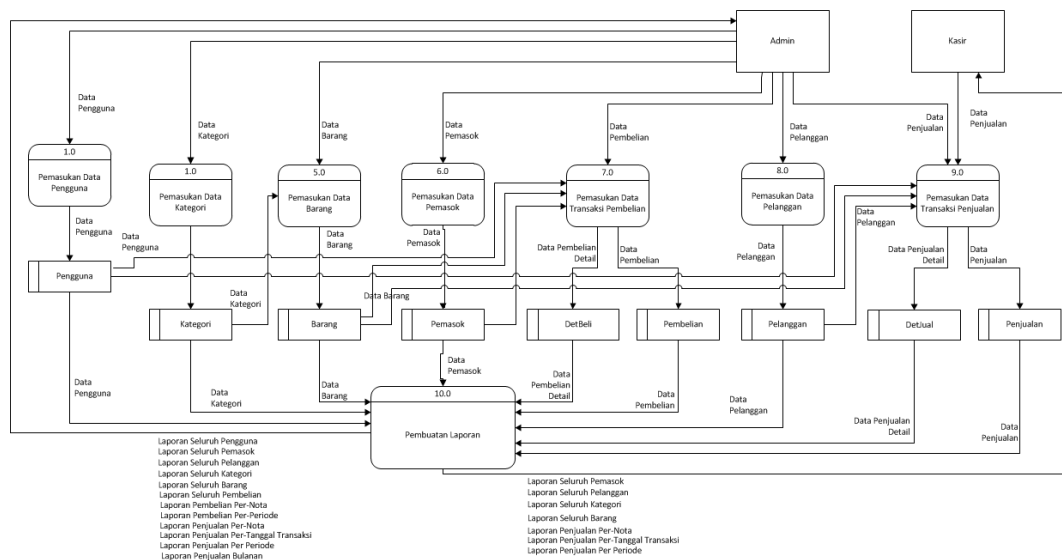 Admin
Kasir
Data
Pengguna
Data
Kategori
Data
Barang
Data
Pemasok
Data
Pembelian
Data
Pelanggan
Data
Penjualan
Data
Penjualan
1.0
Pemasukan Data
Pengguna
1.0
Pemasukan Data
Kategori
5.0
Pemasukan Data
Barang
6.0
Pemasukan Data
Pemasok
7.0
Pemasukan Data
Transaksi Pembelian
8.0
Pemasukan Data
Pelanggan
9.0
Pemasukan Data
Transaksi Penjualan
Data
Pengguna
Data
Pengguna
Data
Kategori
Data
Barang
Data
Pemasok
Data Pembelian
Detail
Data
Pembelian
Data
Pelanggan
Data
Pelanggan
Data Penjualan
Detail
Data
Penjualan
Data Barang
Pengguna
Kategori
Barang
Pemasok
DetBeli
Pembelian
Pelanggan
DetJual
Penjualan
Data
Pengguna
Data
Kategori
Data
Barang
Data
Pemasok
Data
Pembelian
Detail
Data
Pembelian
Data
Pelanggan
Data Penjualan
Detail
Data
Penjualan
10.0
Pembuatan Laporan
Laporan Seluruh Pengguna
Laporan Seluruh Pemasok
Laporan Seluruh Pelanggan
Laporan Seluruh Kategori
Laporan Seluruh Barang
Laporan Seluruh Pembelian
Laporan Pembelian Per-Nota
Laporan Pembelian Per-Periode
Laporan Penjualan Per-Nota
Laporan Penjualan Per-Tanggal Transaksi
Laporan Penjualan Per Periode
Laporan Penjualan Bulanan
Laporan Seluruh Pemasok
Laporan Seluruh Pelanggan
Laporan Seluruh Kategori
Laporan Seluruh Barang
Laporan Penjualan Per-Nota
Laporan Penjualan Per-Tanggal Transaksi
Laporan Penjualan Per Periode